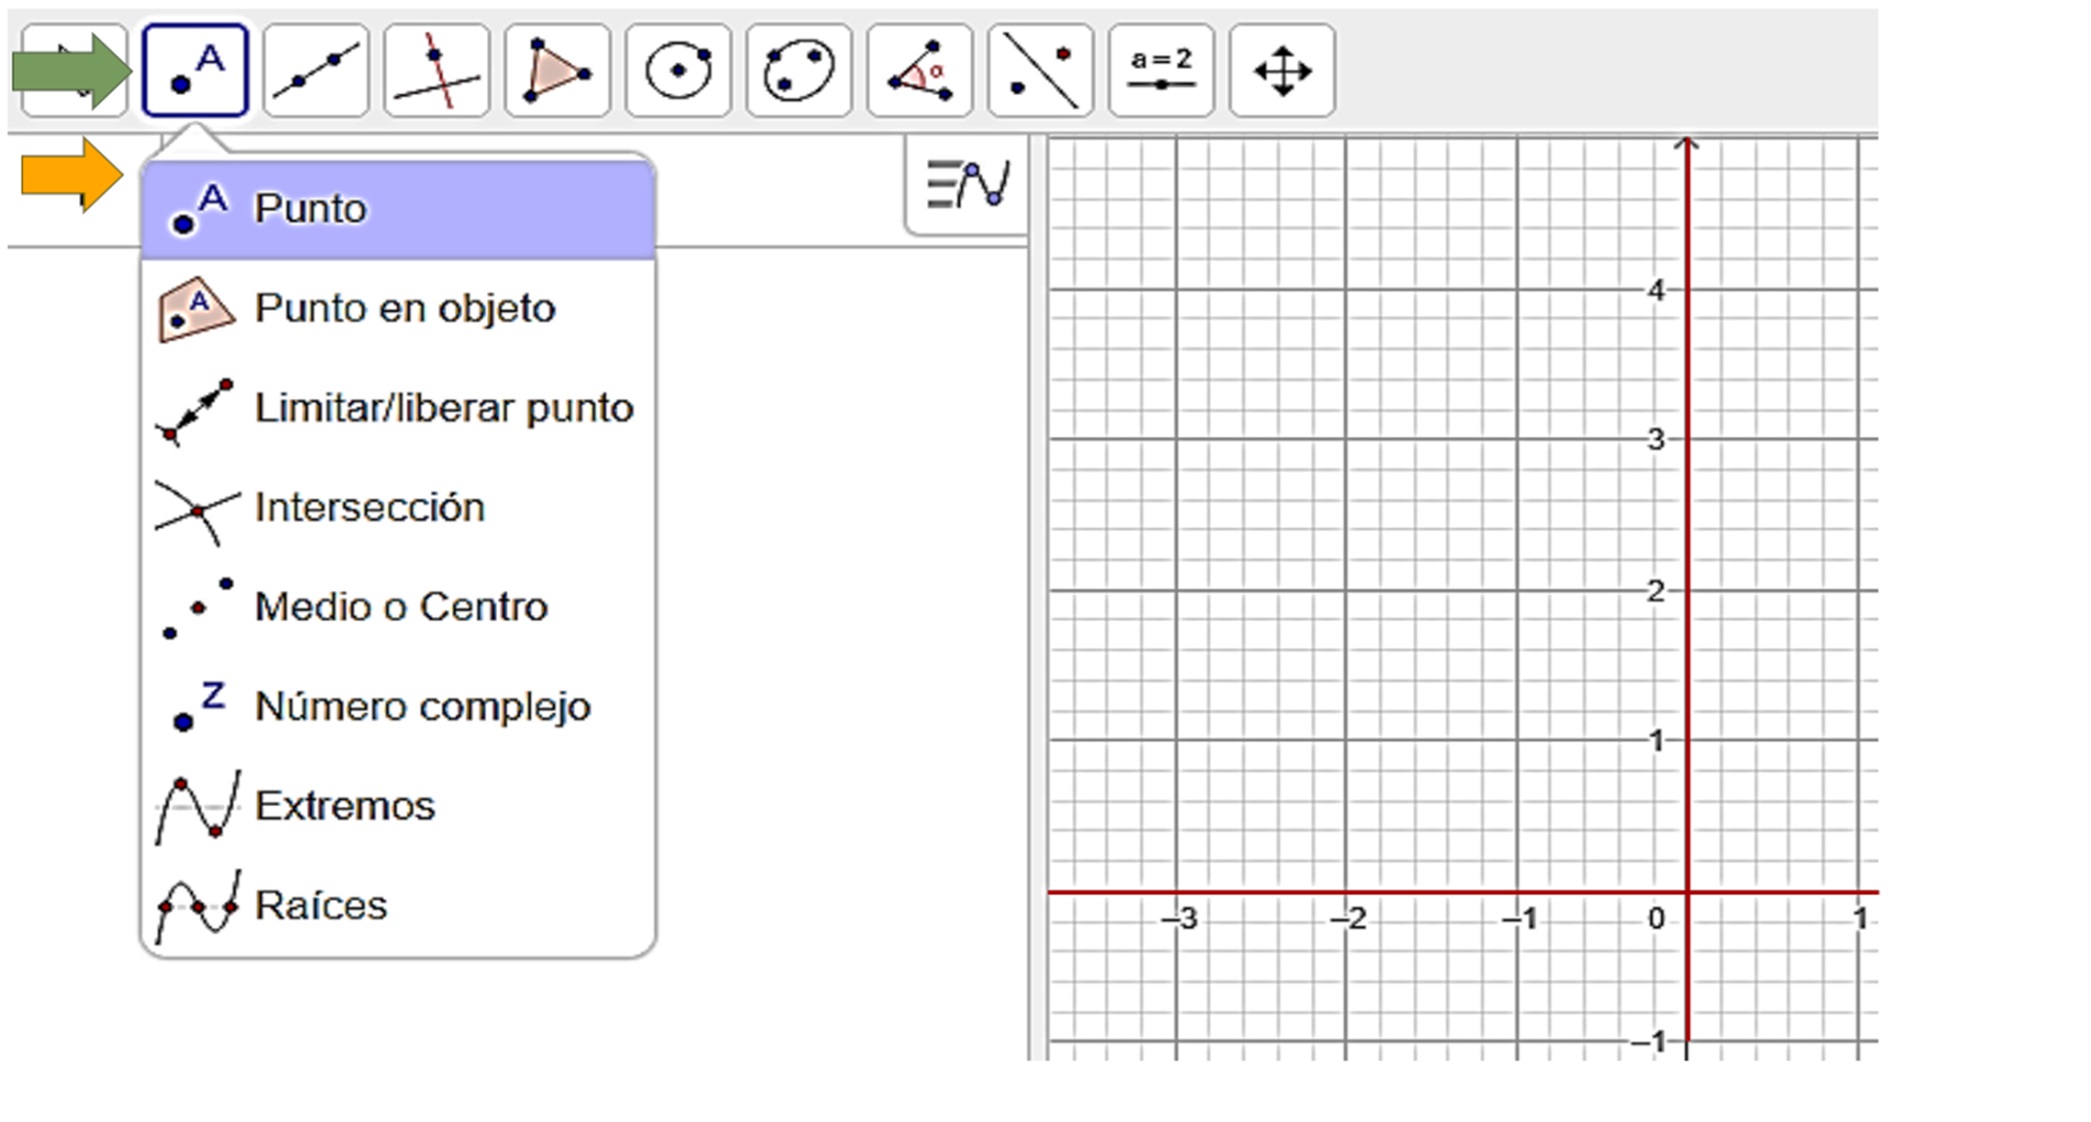 A
α
a = 2
A Punto
A Punto en objeto
Limitar/liberar punto
Intersección
Medio o Centro
Z Número complejo
Extremos
Raíces
4
3
2
1
–3 –2 –1 0 1
–1